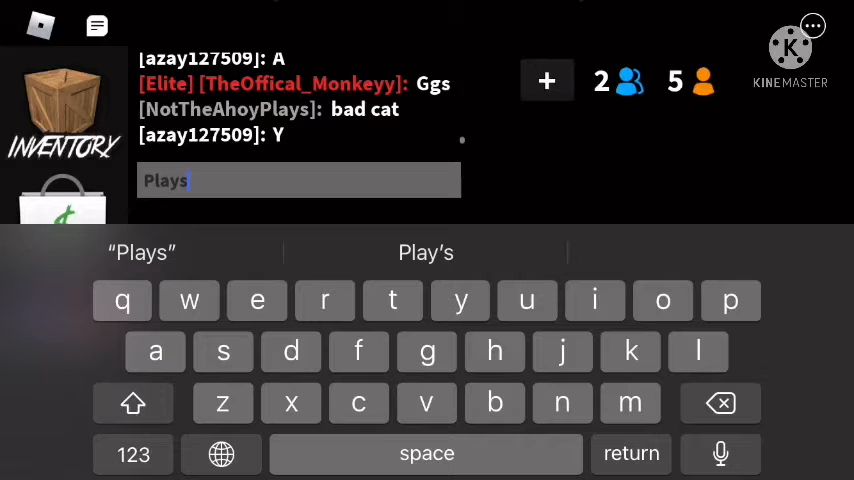 [azay127509]: A
[Elite] [TheOffical_Monkeyy]: Ggs
[NotTheAhoyPlays]: bad cat
[azay127509]: Y
Plays
INVENTORY
+ 2 5
K
KINEMASTER
“Plays” Play’s
q w e r t y u i o p
a s d f g h j k l
z x c v b n m
123 space return